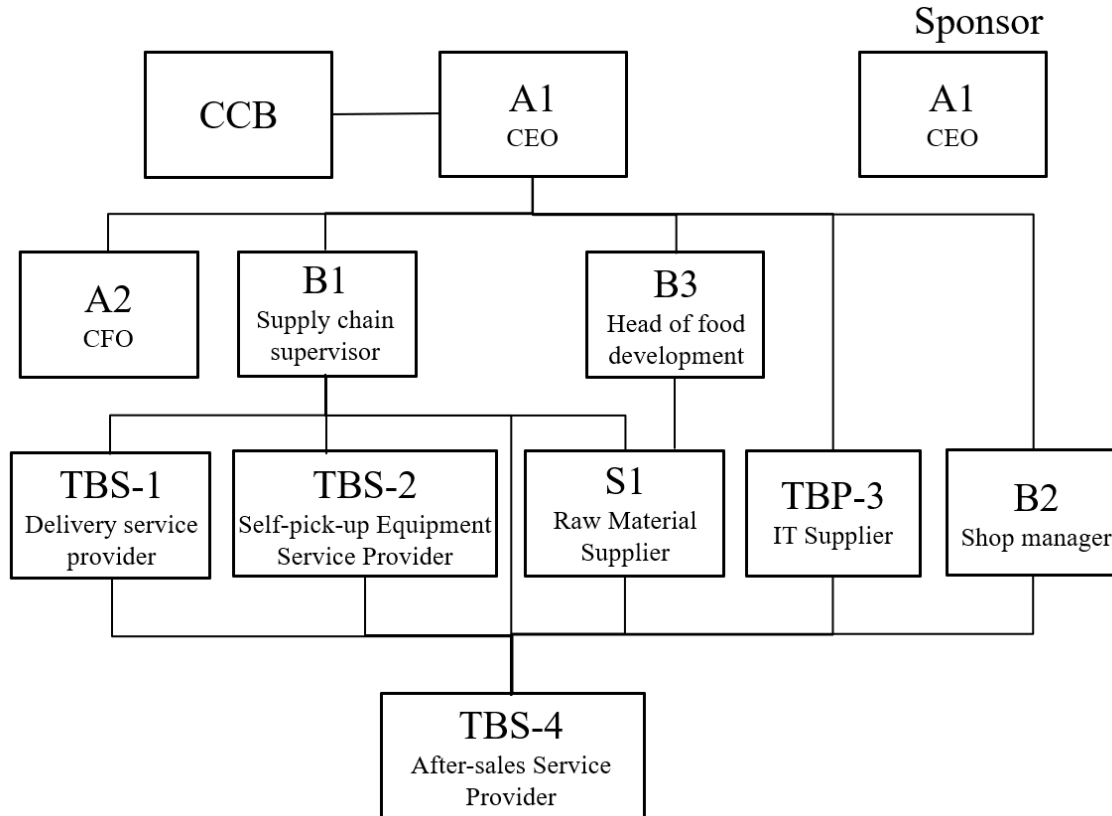 Sponsor
CCB
A1
CEO
A1
CEO
A2
CFO
B1
Supply chain
supervisor
B3
Head of food
development
TBS-1
Delivery service
provider
TBS-2
Self-pick-up Equipment
Service Provider
S1
Raw Material
Supplier
TBP-3
IT Supplier
B2
Shop manager
TBS-4
After-sales Service
Provider